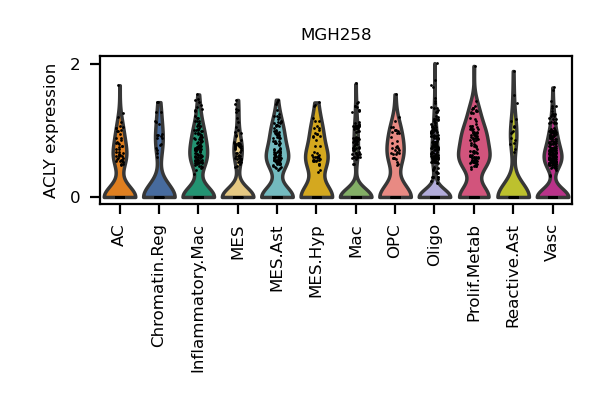 MGH258
ACLY expression
2
0
AC
Chromatin.Reg
Inflammatory.Mac
MES
MES.Ast
MES.Hyp
Mac
OPC
Oligo
Prolif.Metab
Reactive.Ast
Vasc